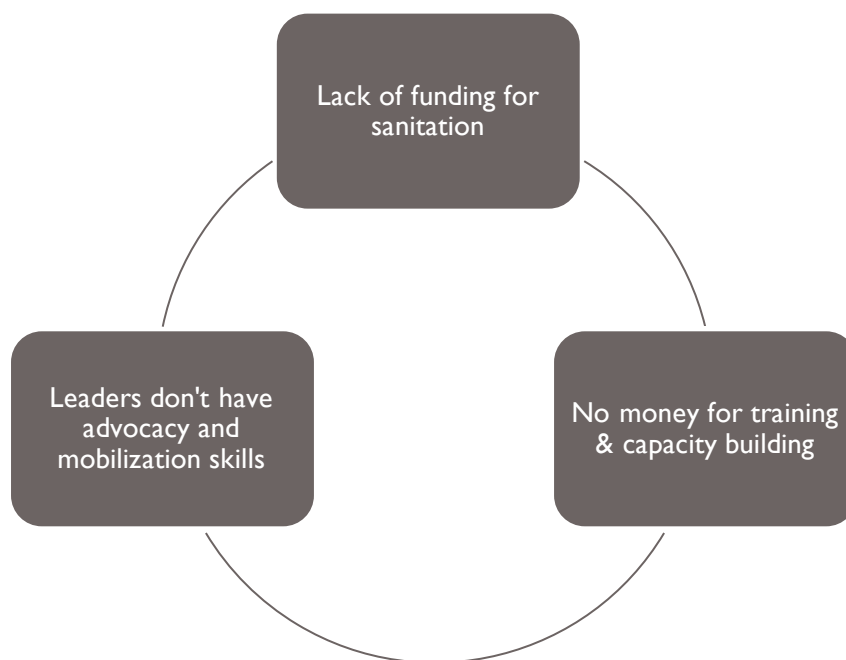 Lack of funding for
sanitation
Leaders don't have
advocacy and
mobilization skills
No money for training
& capacity building